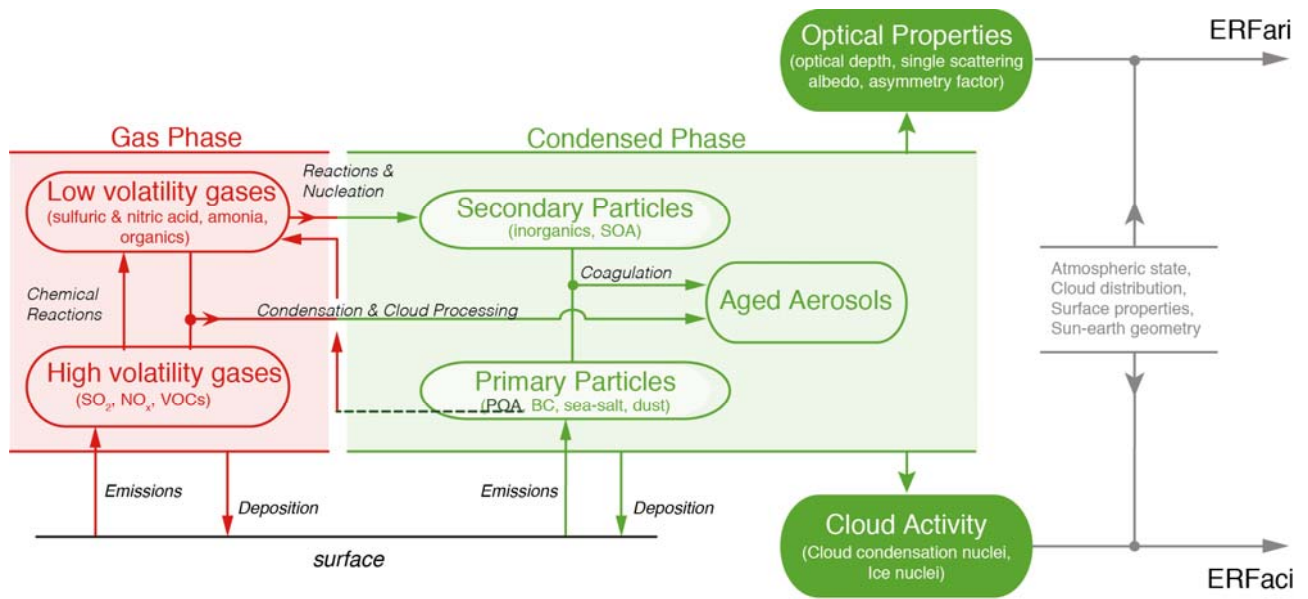 Optical Properties
(optical depth, single scattering
albedo, asymmetry factor)
ERFari
Gas Phase
Condensed Phase
Low volatility gases
(sulfuric & nitric acid, amonia,
organics)
Reactions &
Nucleation
Secondary Particles
(inorganics, SOA)
Chemical
Reactions
Coagulation
Condensation & Cloud Processing
Aged Aerosols
Atmospheric state,
Cloud distribution,
Surface properties,
Sun-earth geometry
High volatility gases
(SO₂, NOₓ, VOCs)
Primary Particles
(POA, BC, sea-salt, dust)
Emissions
Deposition
Emissions
Deposition
surface
Cloud Activity
(Cloud condensation nuclei,
Ice nuclei)
ERFaci